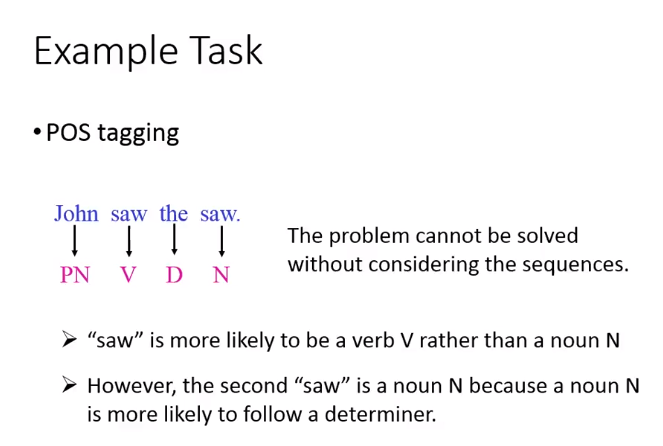 Example Task
• POS tagging
John saw the saw.
PN V D N
The problem cannot be solved
without considering the sequences.
➢ “saw” is more likely to be a verb V rather than a noun N
➢ However, the second “saw” is a noun N because a noun N
is more likely to follow a determiner.